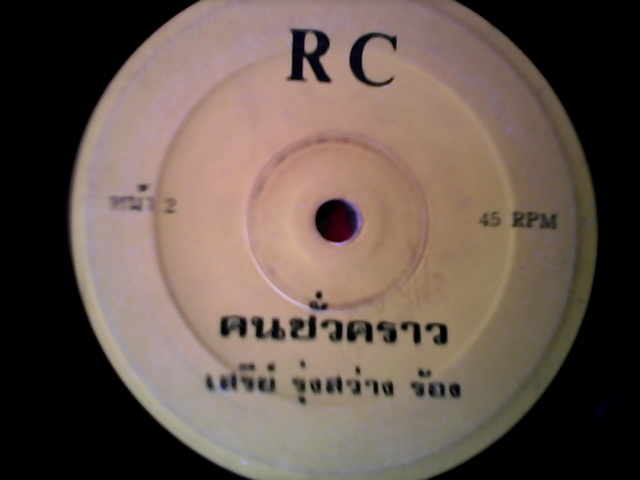 R C
หน้า 2
45 RPM
คนชั่วคราว
เสรีย์ รุ่งสว่าง ร้อง